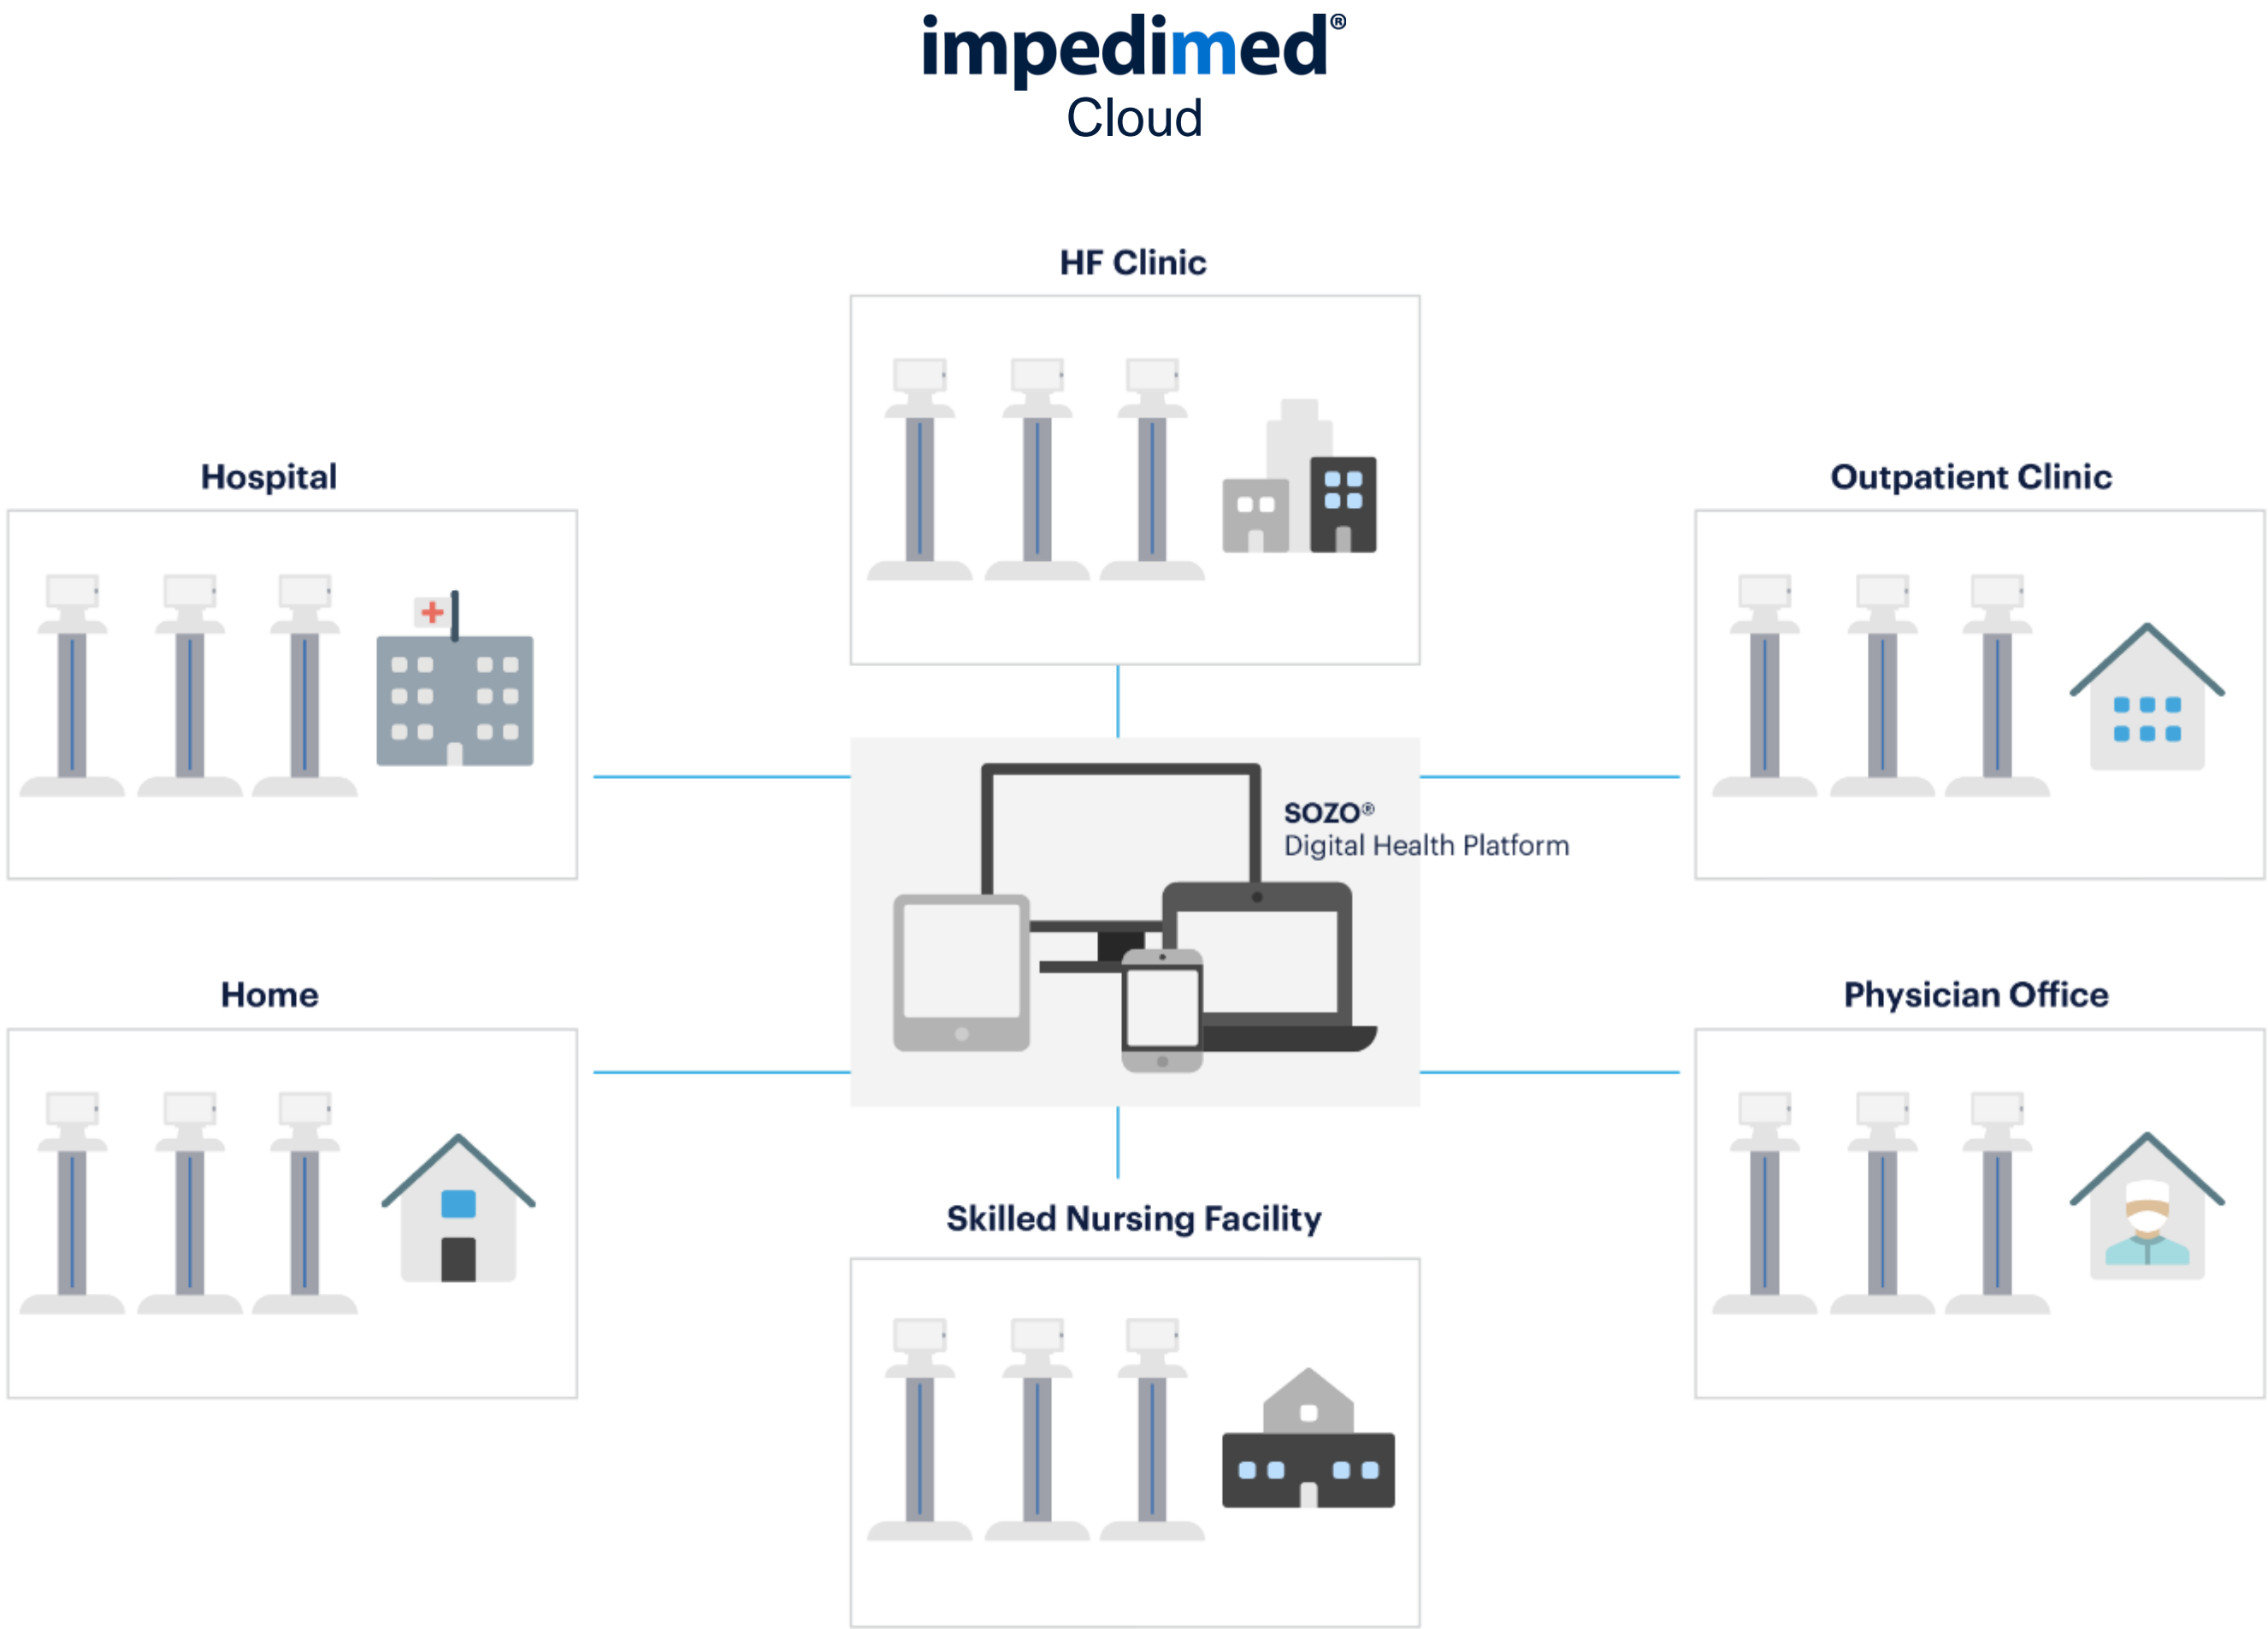 impedimed®
Cloud
HF Clinic
Hospital
Outpatient Clinic
SOZO®
Digital Health Platform
Home
Physician Office
Skilled Nursing Facility